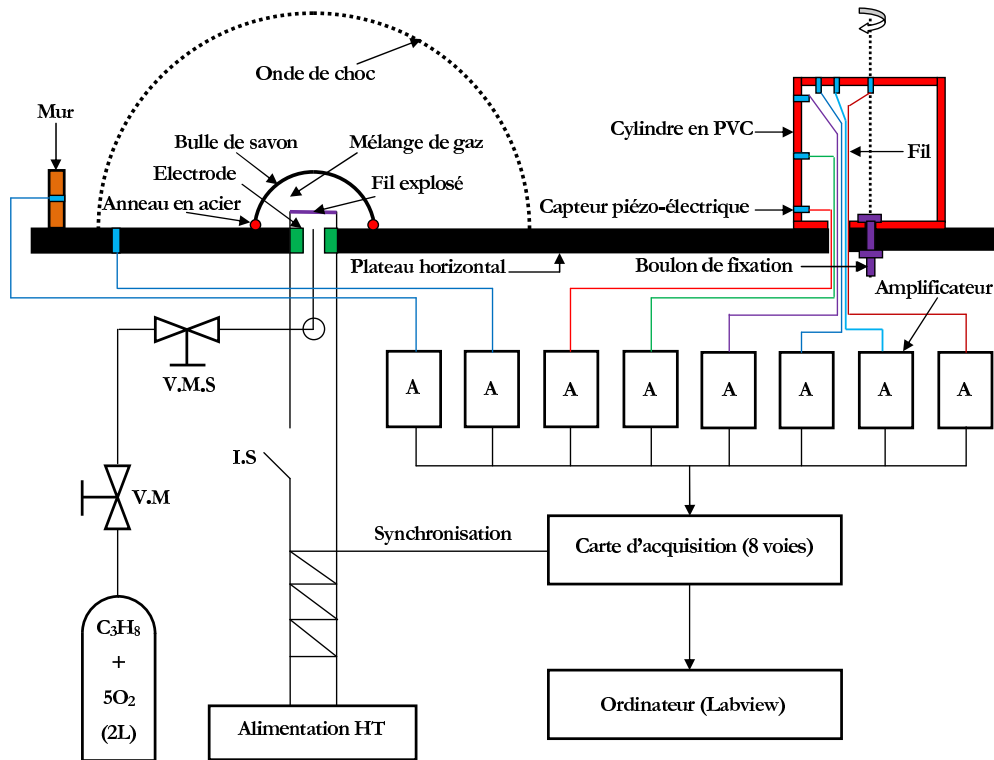 Onde de choc
Mur
Bulle de savon
Mélange de gaz
Cylindre en PVC
Fil
Electrode
Fil explosé
Anneau en acier
Capteur piézo-électrique
Plateau horizontal
Boulon de fixation
Amplificateur
V.M.S
A
A
A
A
A
A
A
A
I.S
V.M
Synchronisation
Carte d'acquisition (8 voies)
C₃H₈
+
5O₂
(2L)
Ordinateur (Labview)
Alimentation HT